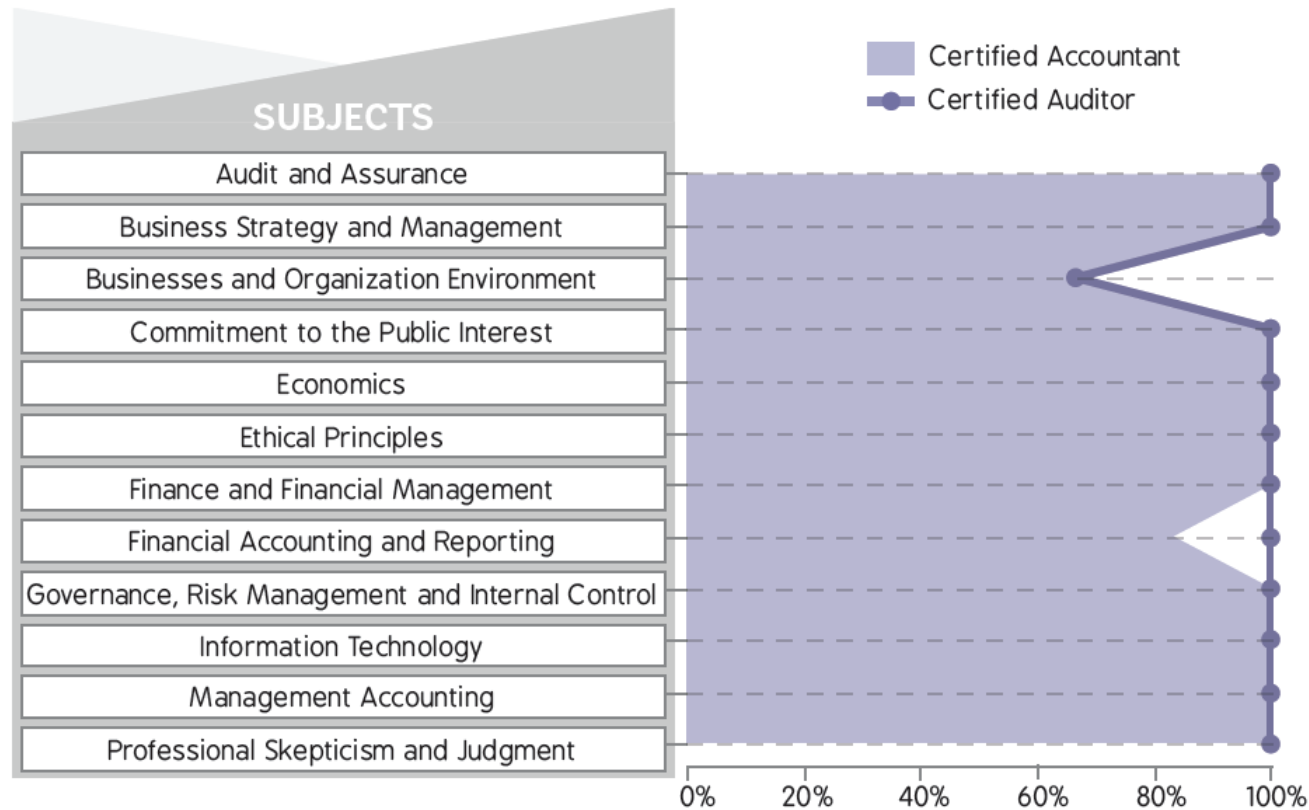 SUBJECTS
Certified Accountant
Certified Auditor
Audit and Assurance
Business Strategy and Management
Businesses and Organization Environment
Commitment to the Public Interest
Economics
Ethical Principles
Finance and Financial Management
Financial Accounting and Reporting
Governance, Risk Management and Internal Control
Information Technology
Management Accounting
Professional Skepticism and Judgment
0% 20% 40% 60% 80% 100%